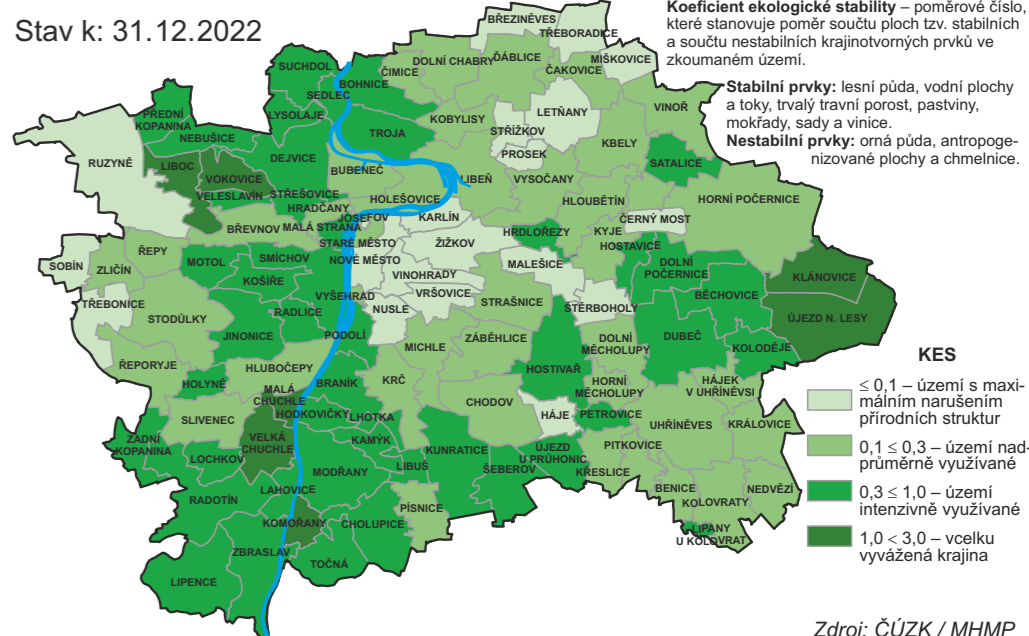 Stav k: 31.12.2022
Koeficient ekologické stability – poměrové číslo,
které stanovuje poměr součtu ploch tzv. stabilních
a součtu nestabilních krajinotvorných prvků ve
zkoumaném území.
Stabilní prvky: lesní půda, vodní plochy
a toky, trvalý travní porost, pastviny,
mokřady, sady a vinice.
Nestabilní prvky: orná půda, antropoge-
nizované plochy a chmelnice.
BŘEZINĚVES
TŘEBORADICE
MIŠKOVICE
SUCHDOL
BOHNICE
ČIMICE
DOLNÍ CHABRY
ĎÁBLICE
ČAKOVICE
SEDLEC
VINOŘ
PŘEDNÍ
KOPANINA
LYSOLAJE
TROJA
KOBYLISY
LETŇANY
STŘÍŽKOV
NEBUŠICE
KBELY
RUZYNĚ
LIBOC
DEJVICE
PROSEK
SATALICE
VOKOVICE
BUBENEČ
LIBEŇ
VYSOČANY
VELESLAVÍN
STŘEŠOVICE
HOLEŠOVICE
HLOUBĚTÍN
HORNÍ POČERNICE
HRADČANY
JOSEFOV
KARLÍN
ČERNÝ MOST
BŘEVNOV
MALÁ STRANA
HRDLOŘEZY
KYJE
STARÉ MĚSTO
ŽIŽKOV
HOSTAVICE
ŘEPY
NOVÉ MĚSTO
MALEŠICE
DOLNÍ
POČERNICE
SOBÍN
ZLIČÍN
MOTOL
SMÍCHOV
VINOHRADY
KLÁNOVICE
KOŠÍŘE
VRŠOVICE
BĚCHOVICE
TŘEBONICE
VYŠEHRAD
NUSLE
STRAŠNICE
ŠTĚRBOHOLY
ÚJEZD N. LESY
STODŮLKY
RADLICE
JINONICE
PODOLÍ
MICHLE
ZÁBĚHLICE
DOLNÍ
MĚCHOLUPY
DUBEČ
KOLODĚJE
ŘEPORYJE
HLUBOČEPY
HOSTIVAŘ
HOLYNĚ
MALÁ
CHUCHLE
BRANÍK
KRČ
HORNÍ
MĚCHOLUPY
HÁJEK
V UHŘÍNĚVSI
CHODOV
SLIVENEC
HODKOVIČKY
LHOTKA
HÁJE
PETROVICE
UHŘÍNĚVES
KRÁLOVICE
ZADNÍ
KOPANINA
VELKÁ
CHUCHLE
KAMÝK
KUNRATICE
ÚJEZD
U PRŮHONIC
PITKOVICE
LOCHKOV
MODŘANY
LIBUŠ
ŠEBEROV
KŘESLICE
RADOTÍN
LAHOVICE
BENICE
NEDVĚZÍ
KOLOVRATY
KOMOŘANY
CHOLUPICE
PÍSNICE
LIPANY
U KOLOVRAT
ZBRASLAV
TOČNÁ
LIPENCE
KES
≤ 0,1 – území s maxi-
málním narušením
přírodních struktur
0,1 ≤ 0,3 – území nad-
průměrně využívané
0,3 ≤ 1,0 – území
intenzivně využívané
1,0 < 3,0 – vcelku
vyvážená krajina
Zdroj: ČÚZK / MHMP